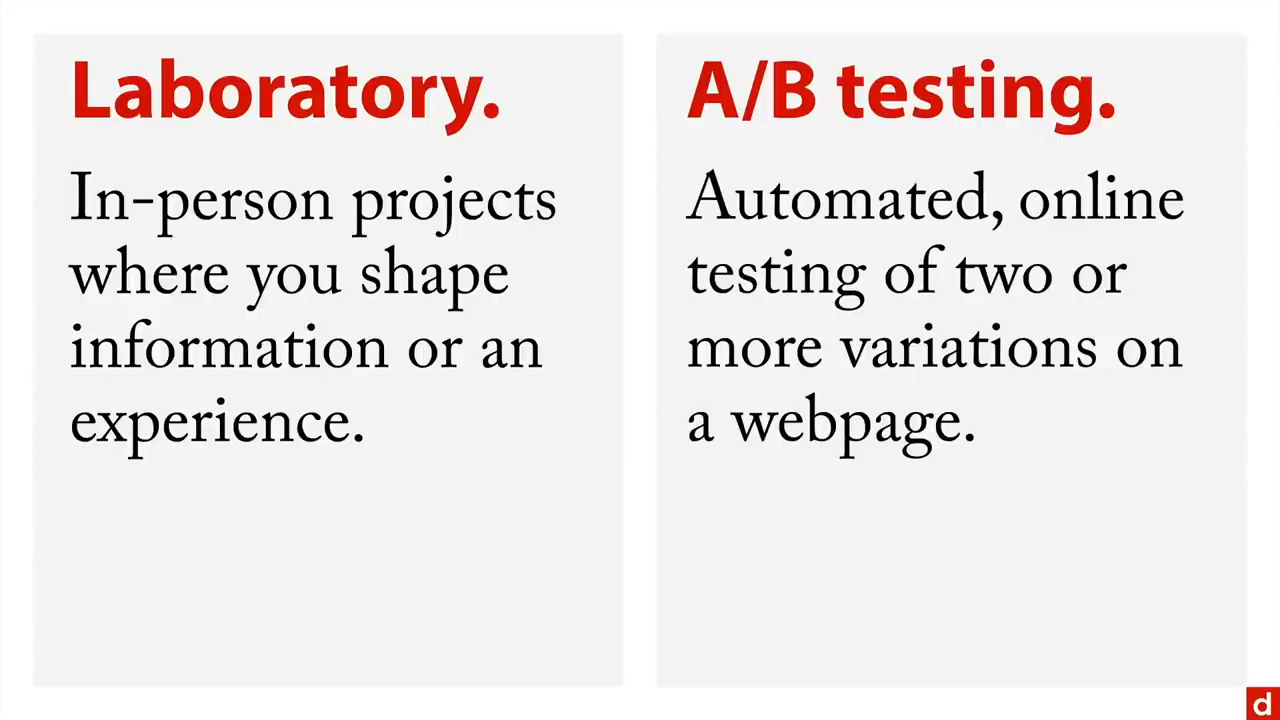 Laboratory.
In-person projects
where you shape
information or an
experience.
A/B testing.
Automated, online
testing of two or
more variations on
a webpage.
d